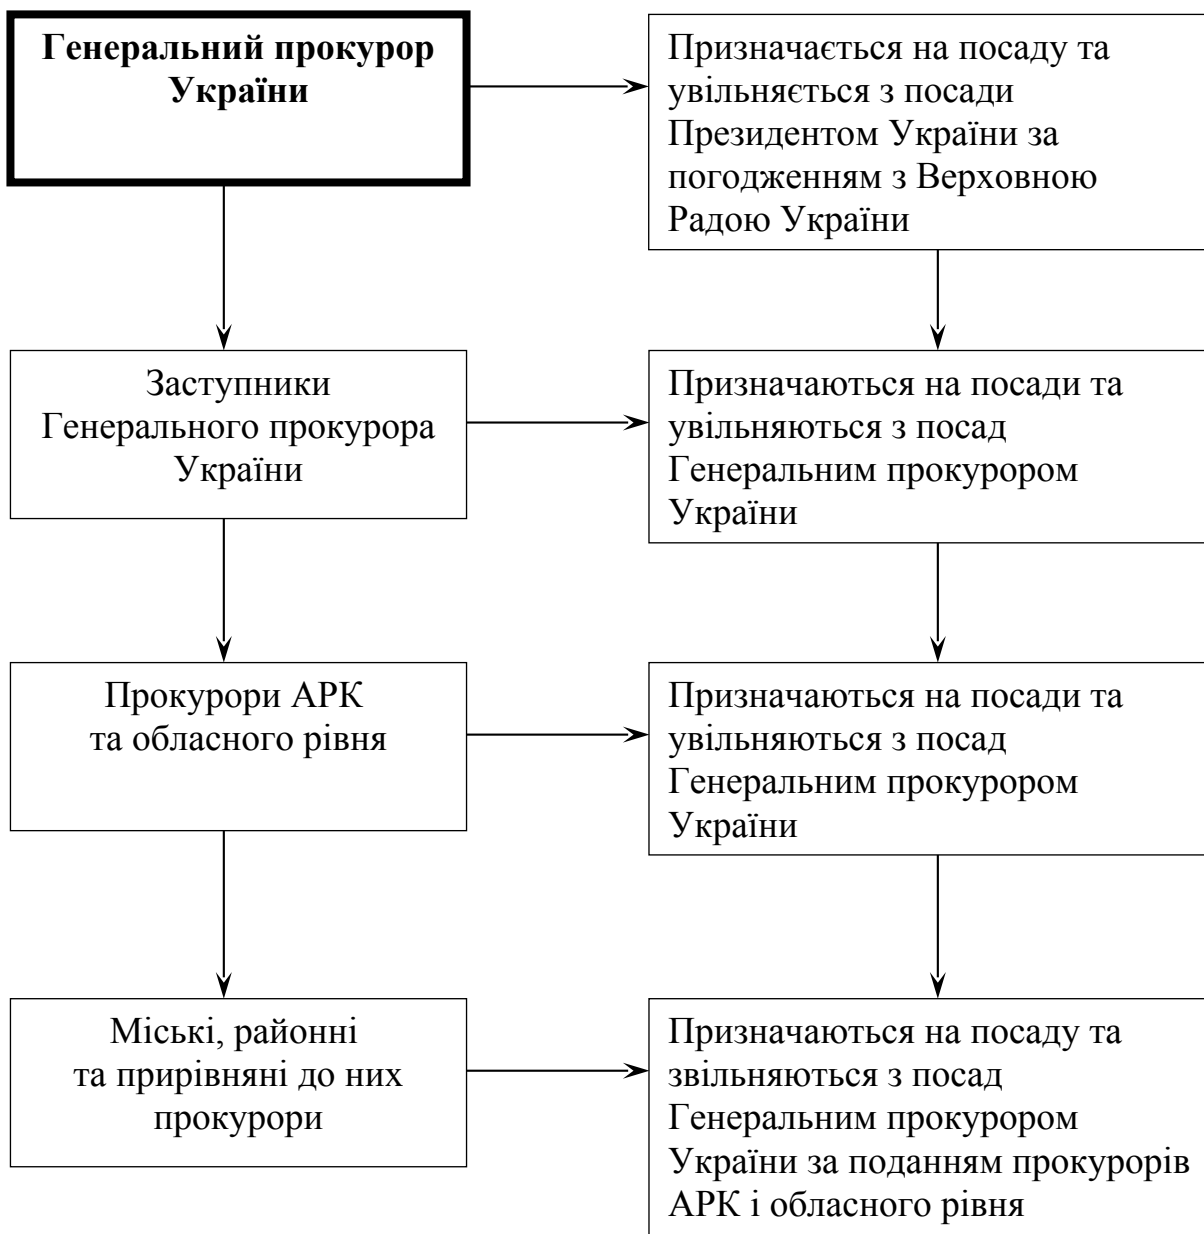 Генеральний прокурор
України
Призначається на посаду та
увільняється з посади
Президентом України за
погодженням з Верховною
Радою України
Заступники
Генерального прокурора
України
Призначаються на посади та
увільняються з посад
Генеральним прокурором
України
Прокурори АРК
та обласного рівня
Призначаються на посади та
увільняються з посад
Генеральним прокурором
України
Міські, районні
та прирівняні до них
прокурори
Призначаються на посаду та
звільняються з посад
Генеральним прокурором
України за поданням прокурорів
АРК і обласного рівня